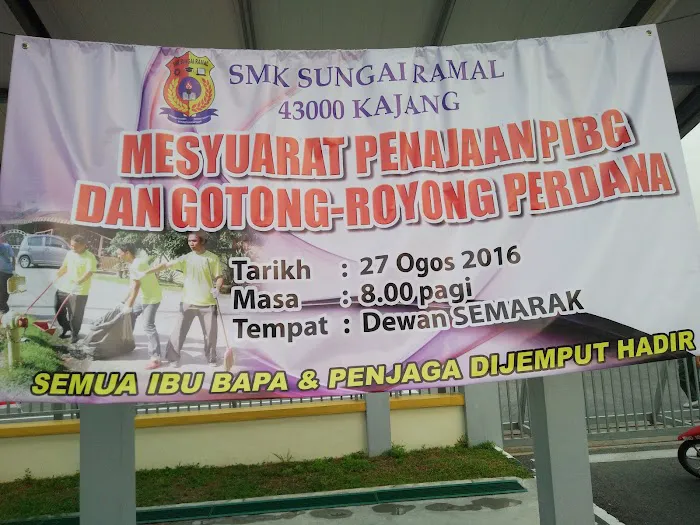 SMK SUNGAI RAMAL
43000 KAJANG
MESYUARAT PENAJAAN PIBG
DAN GOTONG-ROYONG PERDANA
Tarikh : 27 Ogos 2016
Masa : 8.00 pagi
Tempat : Dewan SEMARAK
SEMUA IBU BAPA & PENJAGA DIJEMPUT HADIR